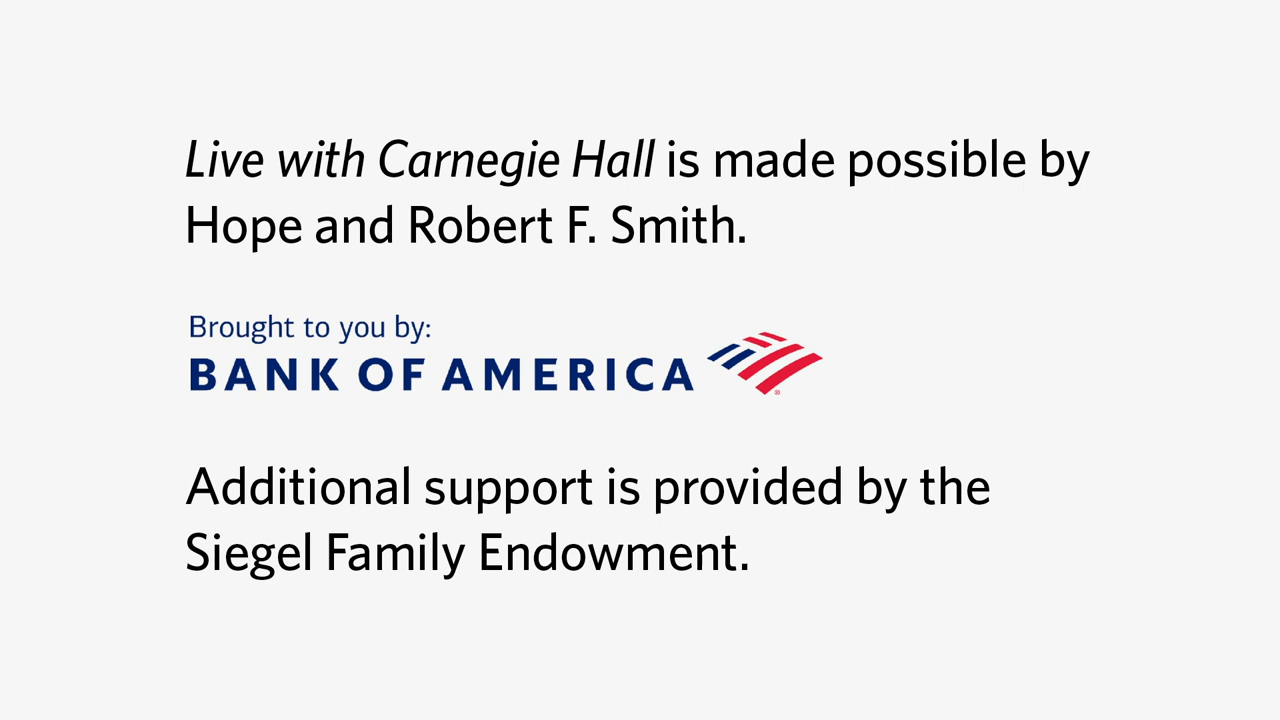 Live with Carnegie Hall is made possible by
Hope and Robert F. Smith.
Brought to you by:
BANK OF AMERICA
Additional support is provided by the
Siegel Family Endowment.